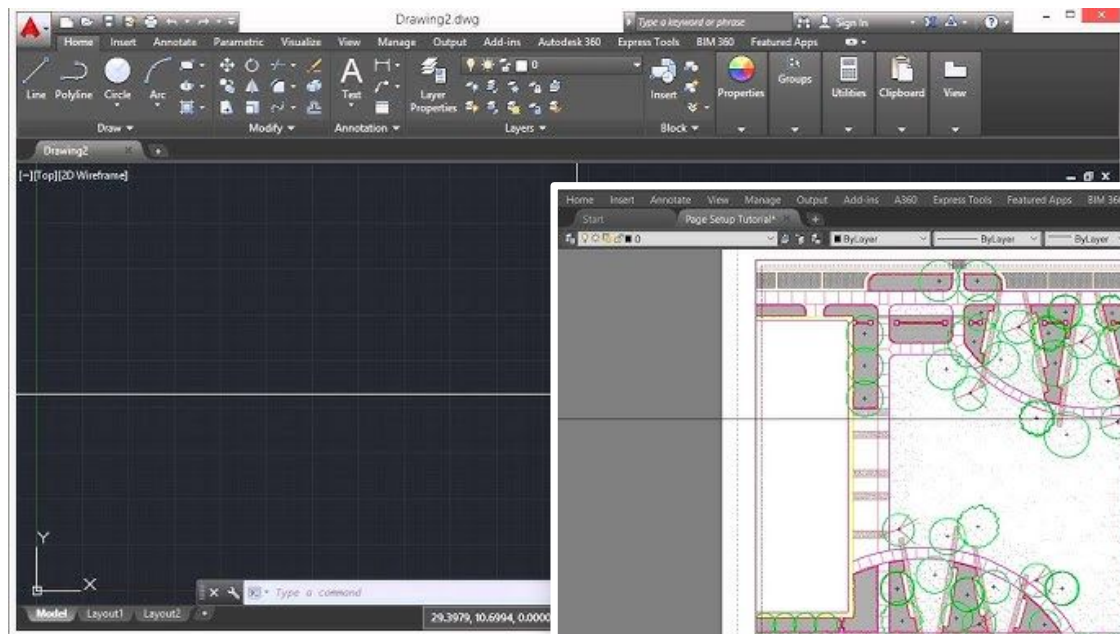 Drawing2.dwg
Type a keyword or phrase
Sign In
Home Insert Annotate Parametric Visualize View Manage Output Add-ins Autodesk 360 Express Tools BIM 360 Featured Apps
Line Polyline Circle Arc Text Layer Properties 0 Insert Properties Groups Utilities Clipboard View
Draw Modify Annotation Layers Block
Drawing2
[-][Top][2D Wireframe]
Home Insert Annotate View Manage Output Add-ins A360 Express Tools Featured Apps BIM 36
Start Page Setup Tutorial*
0 ByLayer ByLayer ByLayer
Y
X
Type a command
Model Layout1 Layout2
29.3979, 10.6994, 0.0000